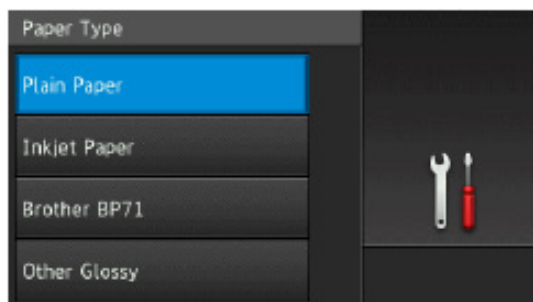 Paper Type
Plain Paper
Inkjet Paper
Brother BP71
Other Glossy